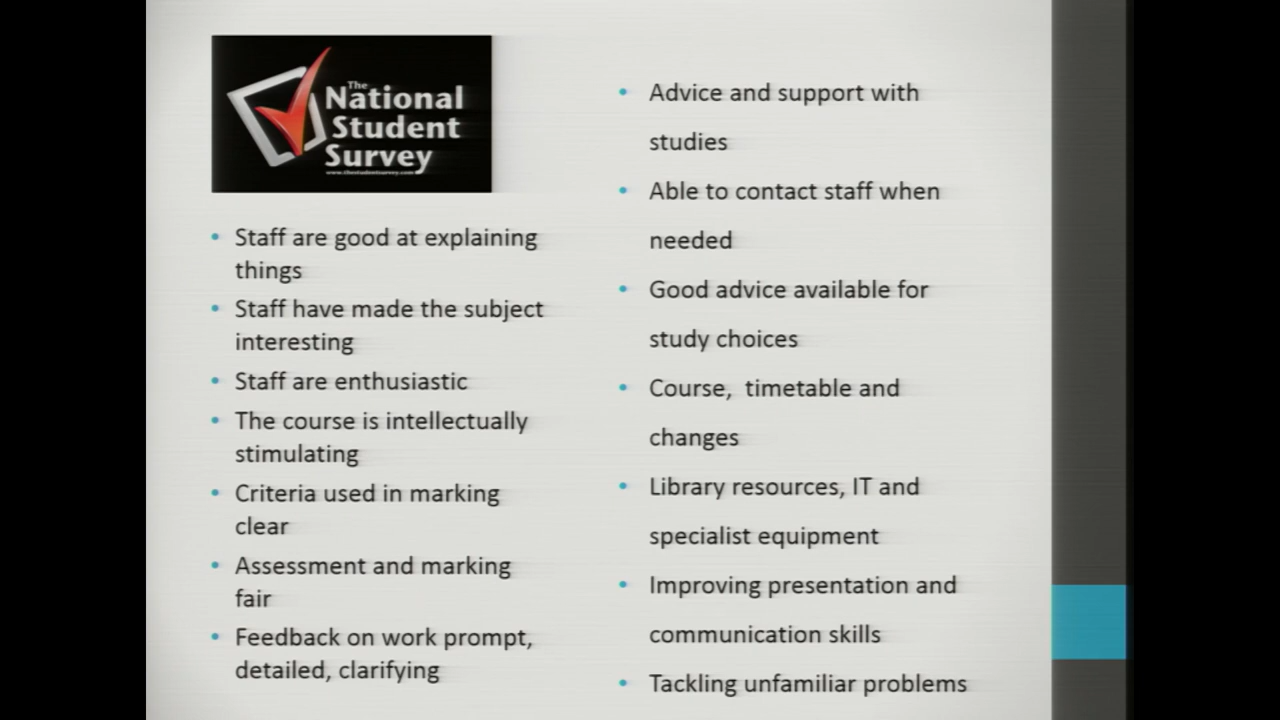 The
National
Student
Survey
www.thestudentsurvey.com
• Staff are good at explaining
things
• Staff have made the subject
interesting
• Staff are enthusiastic
• The course is intellectually
stimulating
• Criteria used in marking
clear
• Assessment and marking
fair
• Feedback on work prompt,
detailed, clarifying
• Advice and support with
studies
• Able to contact staff when
needed
• Good advice available for
study choices
• Course, timetable and
changes
• Library resources, IT and
specialist equipment
• Improving presentation and
communication skills
• Tackling unfamiliar problems